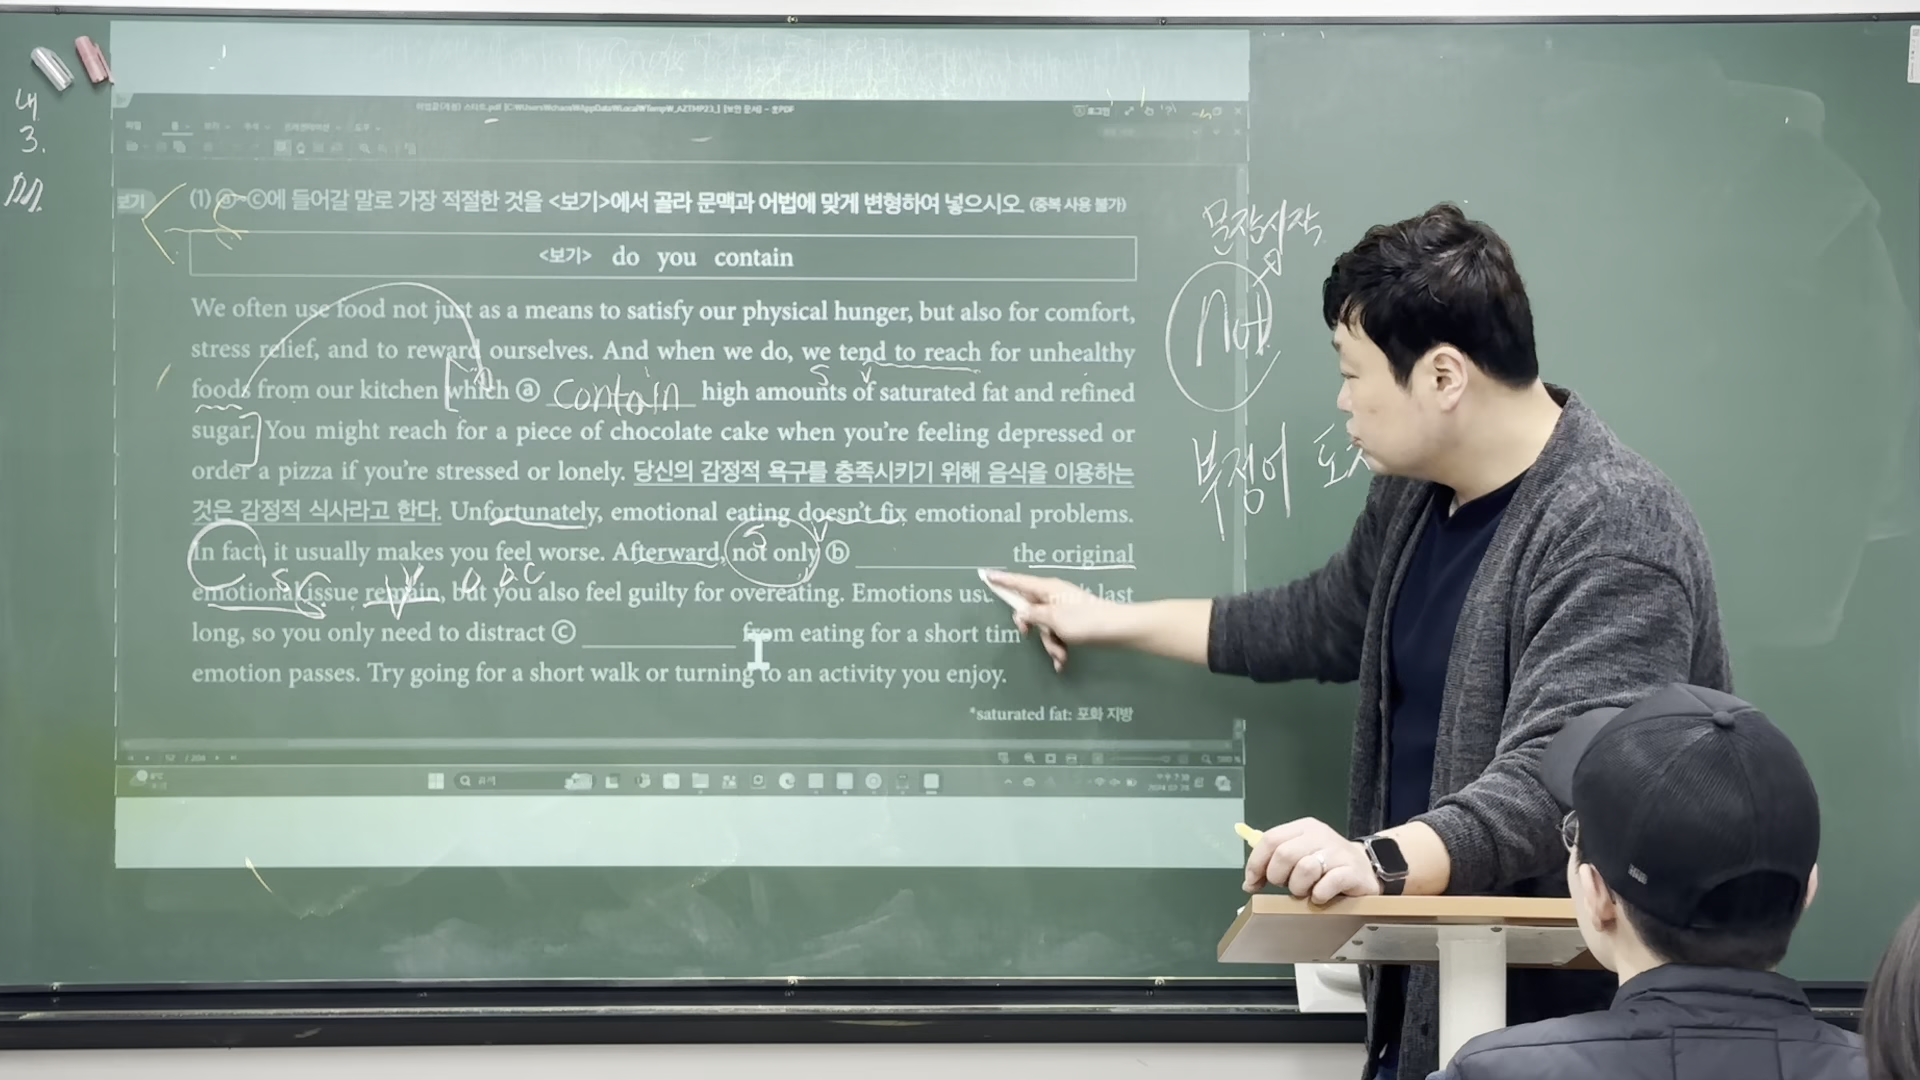 내
3.
(1) ⓐ~ⓒ에 들어갈 말로 가장 적절한 것을 <보기>에서 골라 문맥과 어법에 맞게 변형하여 넣으시오. (중복 사용 불가)
<보기> do you contain
We often use food not just as a means to satisfy our physical hunger, but also for comfort,
stress relief, and to reward ourselves. And when we do, we tend to reach for unhealthy
S V
foods from our kitchen which ⓐ contain high amounts of saturated fat and refined
sugar. You might reach for a piece of chocolate cake when you're feeling depressed or
order a pizza if you're stressed or lonely. 당신의 감정적 욕구를 충족시키기 위해 음식을 이용하는
것은 감정적 식사라고 한다. Unfortunately, emotional eating doesn't fix emotional problems.
S V
In fact, it usually makes you feel worse. Afterward, not only ⓑ the original
S V
emotional issue remain, but you also feel guilty for overeating. Emotions last
long, so you only need to distract ⓒ from eating for a short tim
emotion passes. Try going for a short walk or turning to an activity you enjoy.
*saturated fat: 포화 지방
52 / 204
검색
문장시작
Not
부정어 도